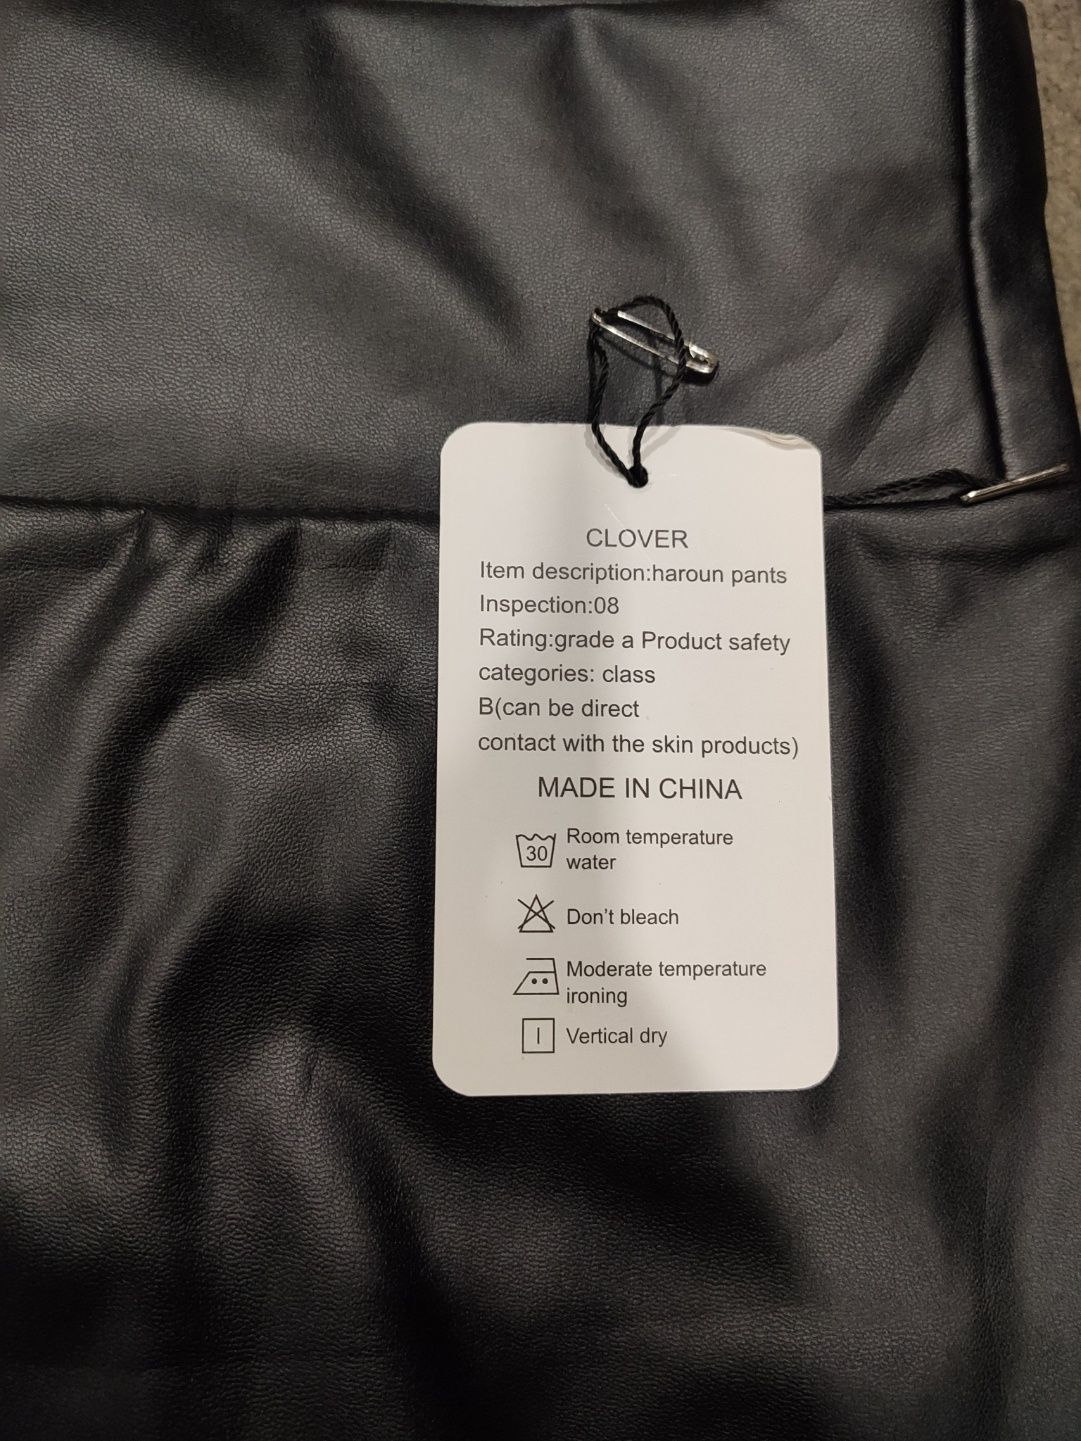 CLOVER
Item description:haroun pants
Inspection:08
Rating:grade a Product safety
categories: class
B(can be direct
contact with the skin products)
MADE IN CHINA
30
Room temperature
water
Don't bleach
Moderate temperature
ironing
Vertical dry